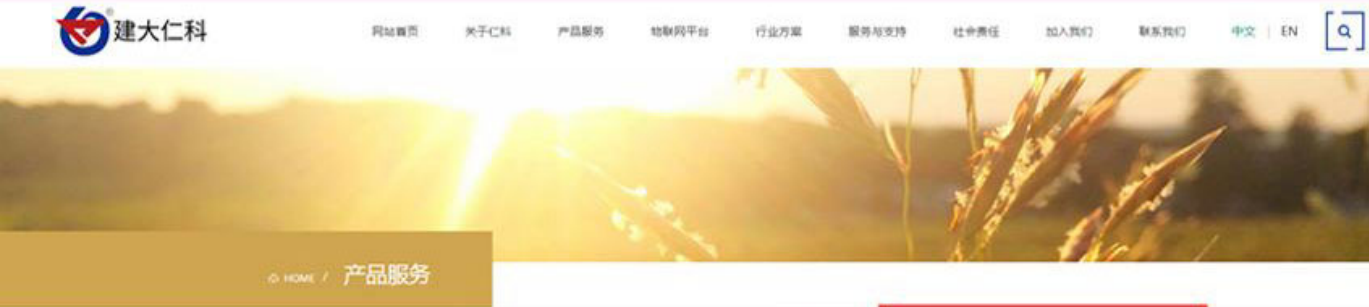 建大仁科 网站首页 关于仁科 产品服务 物联网平台 行业方案 服务与支持 社会责任 加入我们 联系我们 中文 | EN
HOME / 产品服务